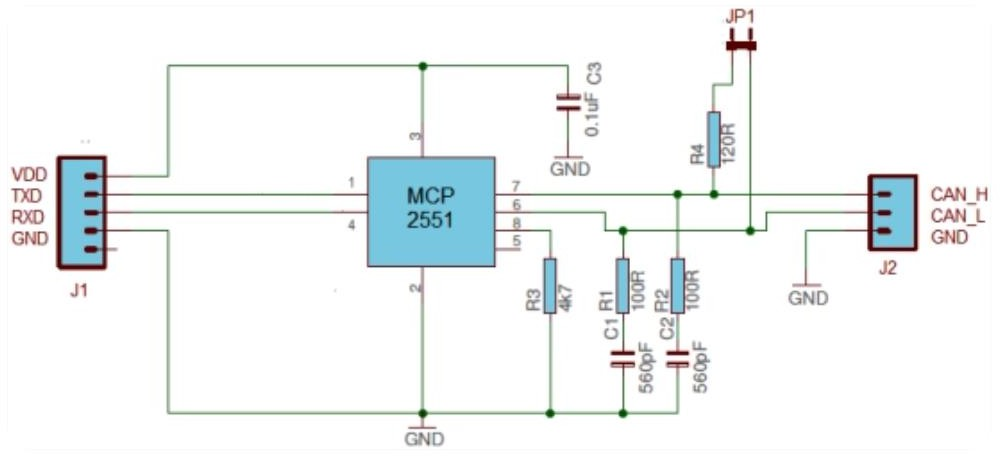 JP1
C3
0.1uF
GND
R4
120R
3
VDD
TXD
RXD
GND
J1
1
4
MCP
2551
7
6
8
5
2
CAN_H
CAN_L
GND
J2
GND
R3
4k7
R1
100R
R2
100R
C1
560pF
C2
560pF
GND